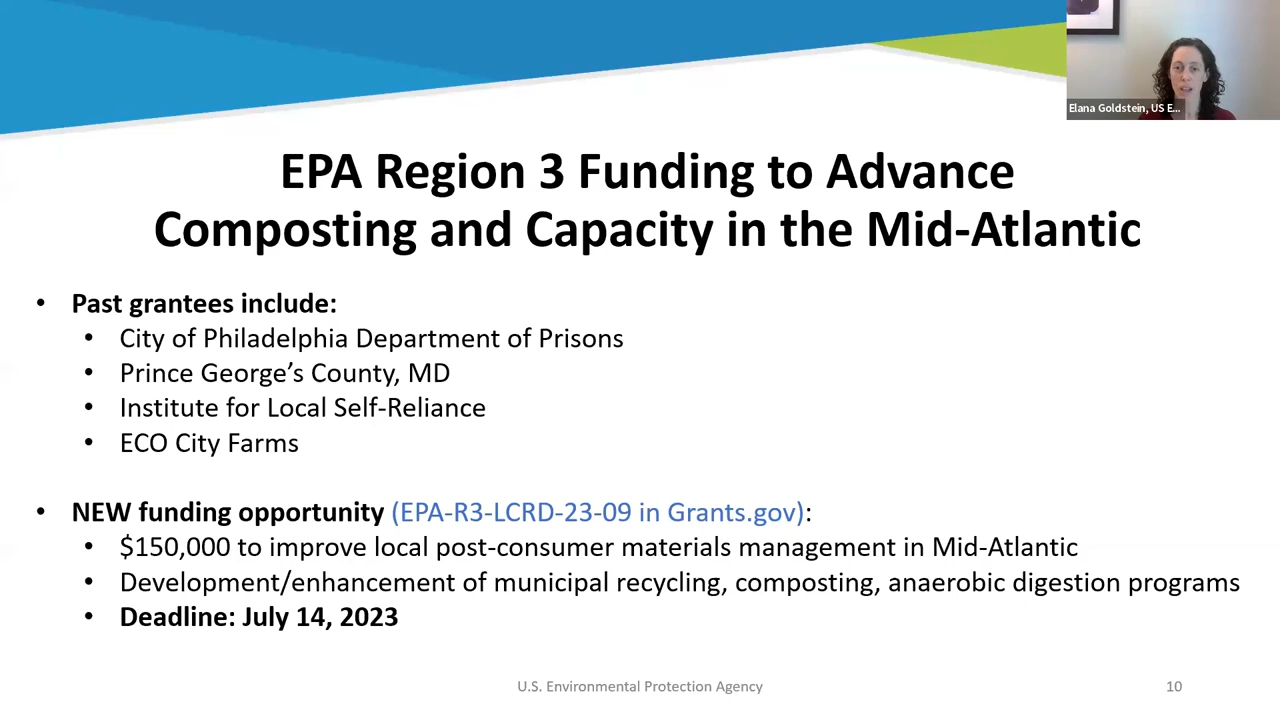 Elana Goldstein, US E...
EPA Region 3 Funding to Advance
Composting and Capacity in the Mid-Atlantic
• Past grantees include:
• City of Philadelphia Department of Prisons
• Prince George’s County, MD
• Institute for Local Self-Reliance
• ECO City Farms
• NEW funding opportunity (EPA-R3-LCRD-23-09 in Grants.gov):
• $150,000 to improve local post-consumer materials management in Mid-Atlantic
• Development/enhancement of municipal recycling, composting, anaerobic digestion programs
• Deadline: July 14, 2023
U.S. Environmental Protection Agency
10